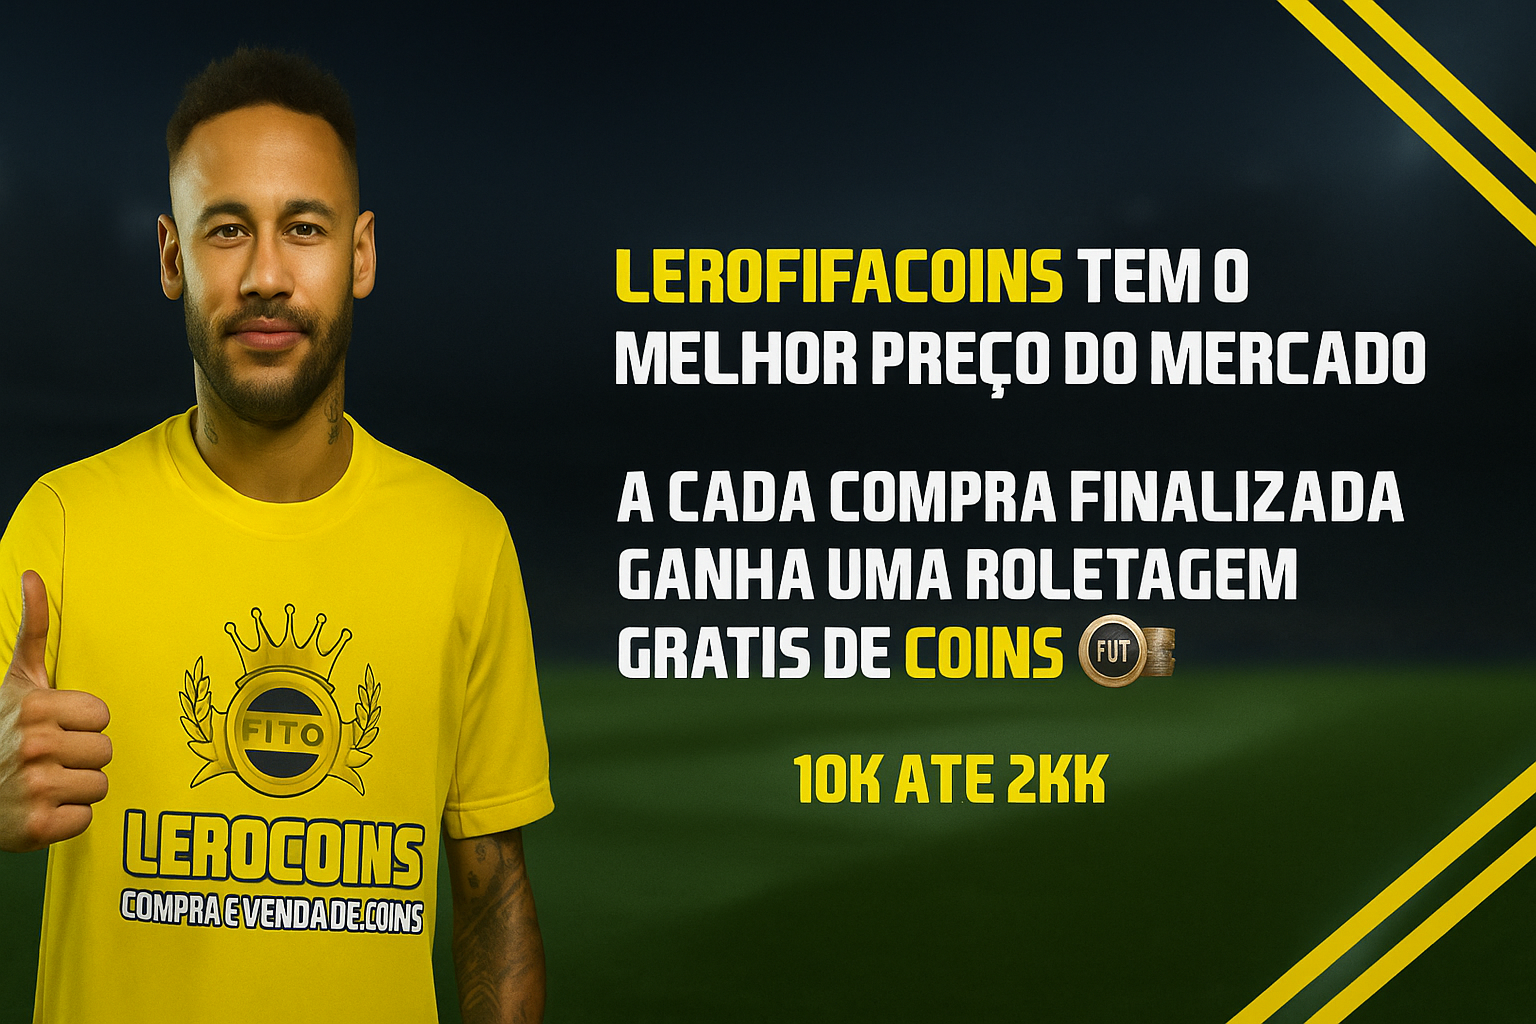 LEROFIFACOINS TEM O
MELHOR PREÇO DO MERCADO
A CADA COMPRA FINALIZADA
GANHA UMA ROLETAGEM
GRATIS DE COINS FUT
10K ATE 2KK
FITO
LEROCOINS
COMPRA E VENDA DE.COINS